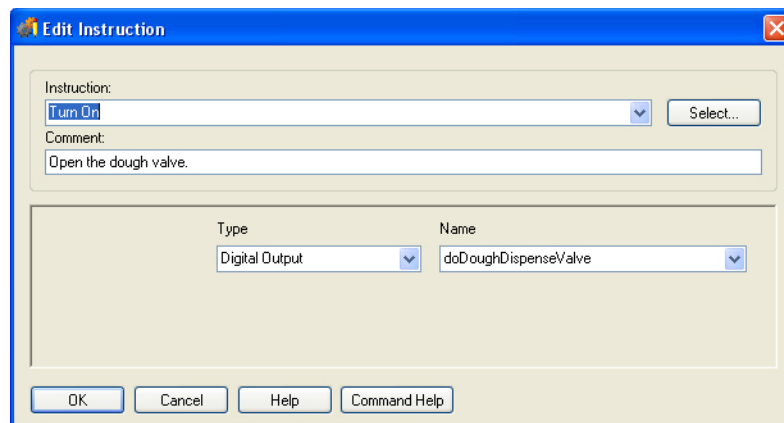 Edit Instruction
Instruction:
Turn On
Select...
Comment:
Open the dough valve.
Type Name
Digital Output doDoughDispenseValve
OK Cancel Help Command Help